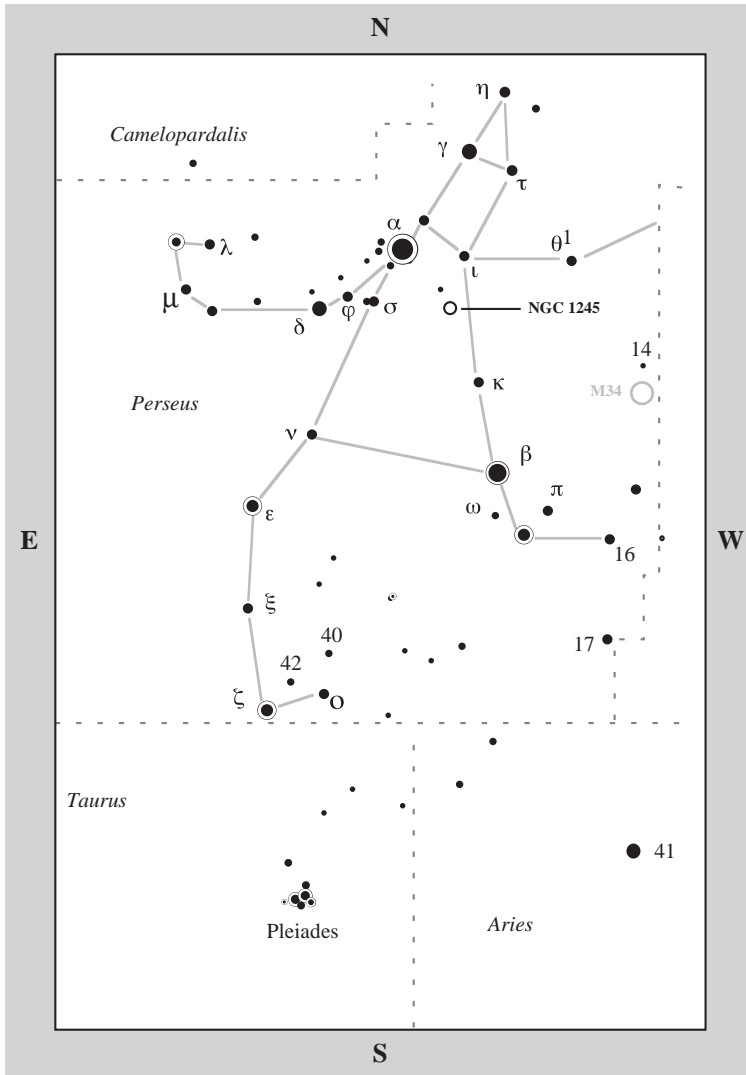 N
η
Camelopardalis
γ
τ
α
λ
θ1
ι
μ
NGC 1245
δ
φ
σ
14
κ
M34
Perseus
ν
β
π
ω
ε
E
W
16
ξ
40
17
42
ζ
ο
Taurus
41
Pleiades
Aries
S